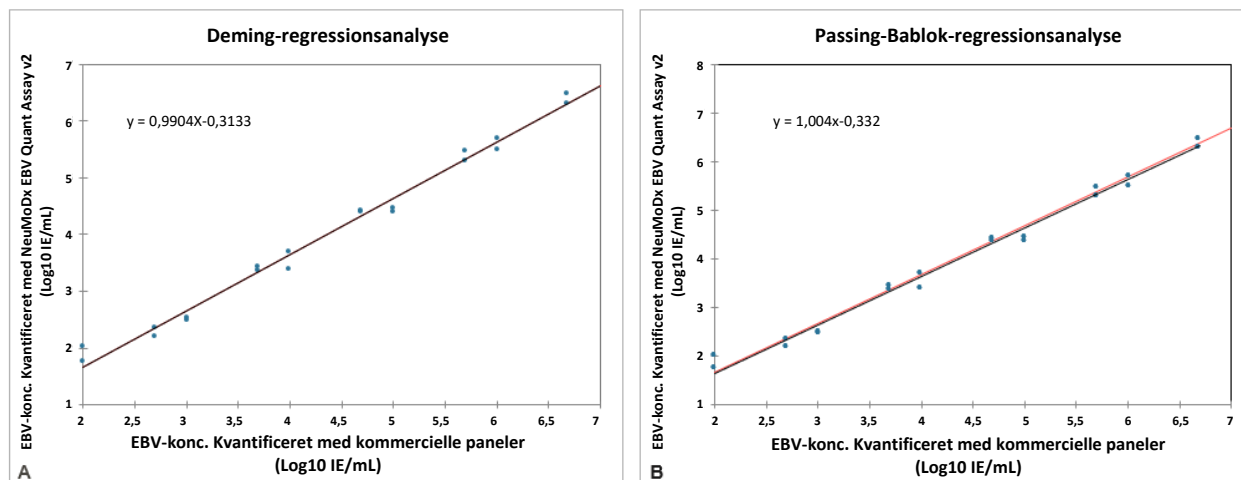 Deming-regressionsanalyse
EBV-konc. Kvantificeret med NeuMoDx EBV Quant Assay v2
(Log10 IE/mL)
7
6
5
4
3
2
1
y = 0,9904X-0,3133
2 2,5 3 3,5 4 4,5 5 5,5 6 6,5 7
EBV-konc. Kvantificeret med kommercielle paneler
(Log10 IE/mL)
A
Passing-Bablok-regressionsanalyse
EBV-konc. Kvantificeret med NeuMoDx EBV Quant Assay v2
(Log10 IE/mL)
8
7
6
5
4
3
2
1
y = 1,004x-0,332
2 2,5 3 3,5 4 4,5 5 5,5 6 6,5 7
EBV-konc. Kvantificeret med kommercielle paneler
(Log10 IE/mL)
B